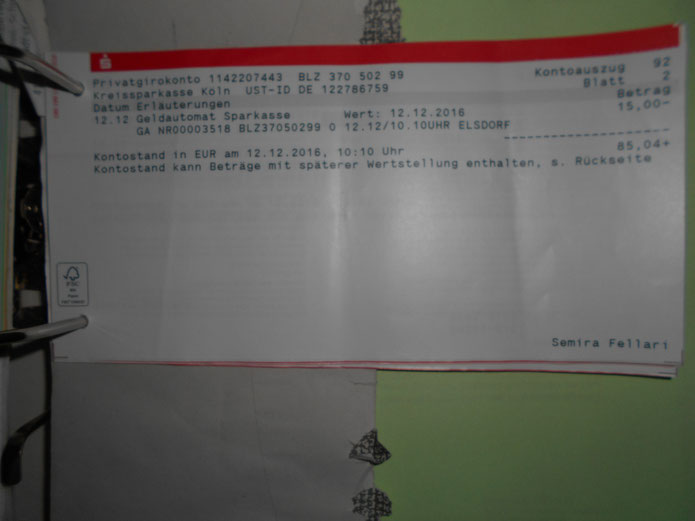 Privatgirokonto 1142207443 BLZ 370 502 99 Kontoauszug 92
Kreissparkasse Köln UST-ID DE 122786759 Blatt 2
Datum Erläuterungen Betrag
12.12 Geldautomat Sparkasse Wert: 12.12.2016 15,00-
GA NR00003518 BLZ37050299 0 12.12/10.10UHR ELSDORF
Kontostand in EUR am 12.12.2016, 10:10 Uhr 85,04+
Kontostand kann Beträge mit späterer Wertstellung enthalten, s. Rückseite
FSC
Semira Fellari